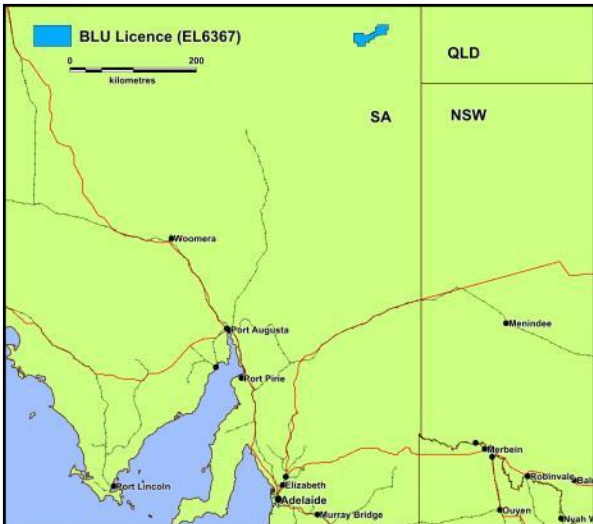 BLU Licence (EL6367)
0 200
kilometres
QLD
SA NSW
Woomera
Port Augusta
Menindee
Port Pirie
Merbein
Robinvale
Port Lincoln
Elizabeth
Adelaide
Ouyen
Murray Bridge